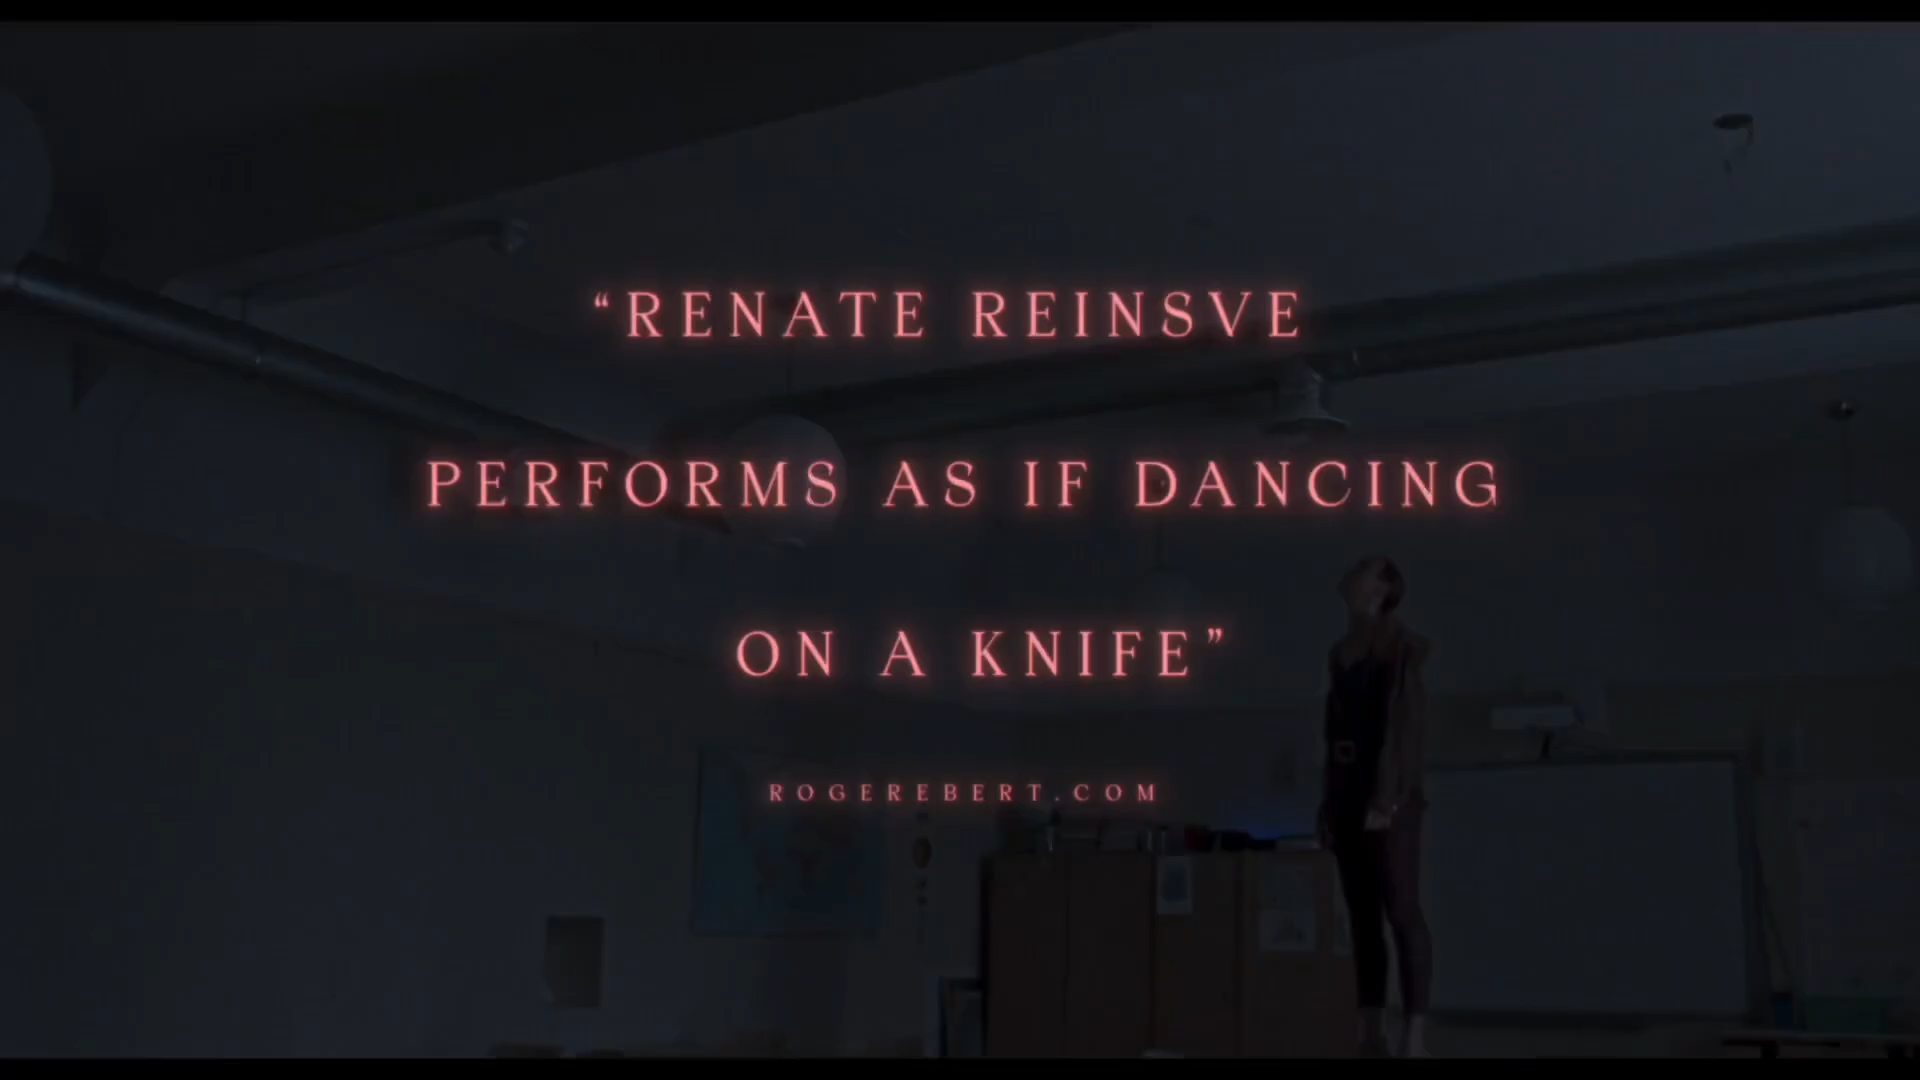 “RENATE REINSVE
PERFORMS AS IF DANCING
ON A KNIFE”
ROGEREBERT.COM